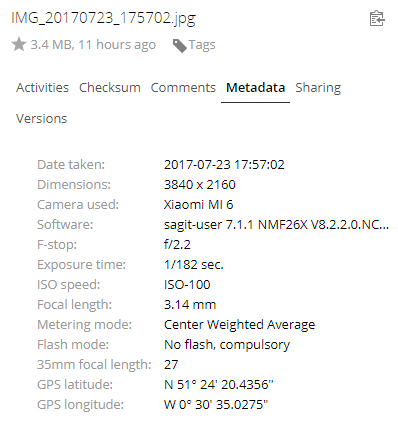 IMG_20170723_175702.jpg
3.4 MB, 11 hours ago Tags
Activities Checksum Comments Metadata Sharing
Versions
Date taken: 2017-07-23 17:57:02
Dimensions: 3840 x 2160
Camera used: Xiaomi MI 6
Software: sagit-user 7.1.1 NMF26X V8.2.2.0.NC...
F-stop: f/2.2
Exposure time: 1/182 sec.
ISO speed: ISO-100
Focal length: 3.14 mm
Metering mode: Center Weighted Average
Flash mode: No flash, compulsory
35mm focal length: 27
GPS latitude: N 51° 24' 20.4356"
GPS longitude: W 0° 30' 35.0275"